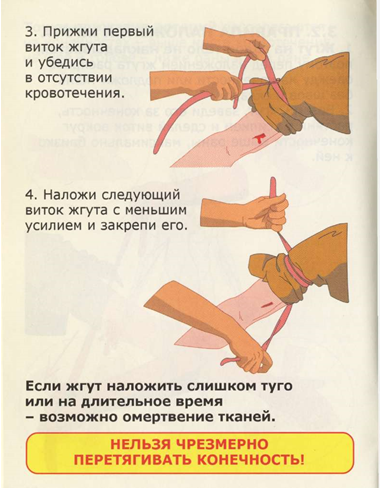 3. Прижми первый
виток жгута
и убедись
в отсутствии
кровотечения.
4. Наложи следующий
виток жгута с меньшим
усилием и закрепи его.
Если жгут наложить слишком туго
или на длительное время
– возможно омертвение тканей.
НЕЛЬЗЯ ЧРЕЗМЕРНО
ПЕРЕТЯГИВАТЬ КОНЕЧНОСТЬ!